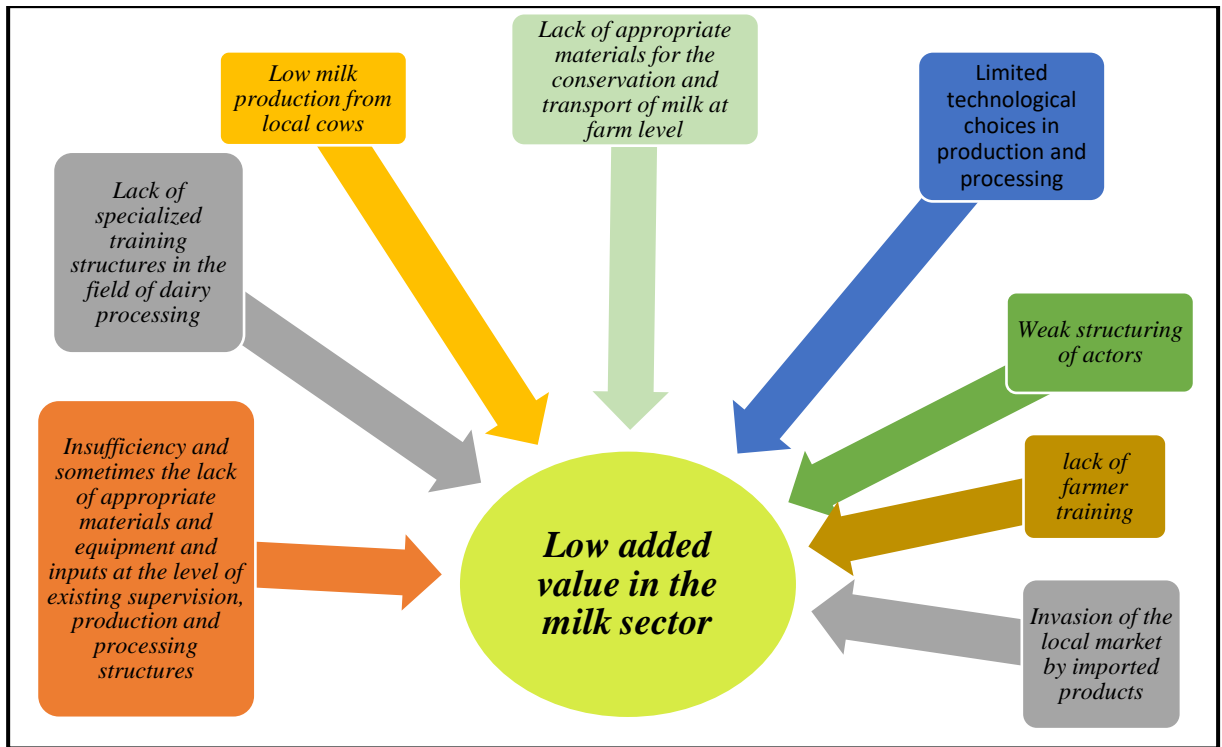 Low milk
production from
local cows
Lack of appropriate
materials for the
conservation and
transport of milk at
farm level
Limited
technological
choices in
production and
processing
Lack of
specialized
training
structures in the
field of dairy
processing
Weak structuring
of actors
Insufficiency and
sometimes the lack
of appropriate
materials and
equipment and
inputs at the level of
existing supervision,
production and
processing
structures
lack of
farmer
training
Low added
value in the
milk sector
Invasion of the
local market
by imported
products